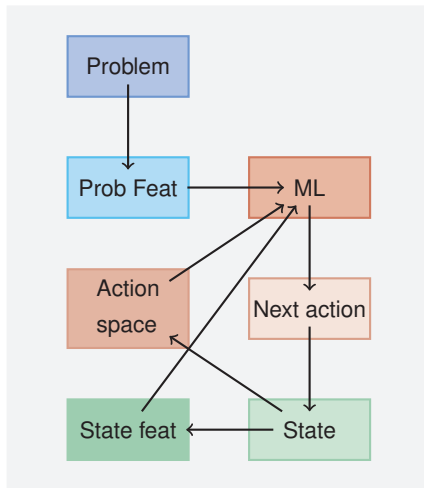 Problem
Prob Feat
ML
Action
space
Next action
State feat
State